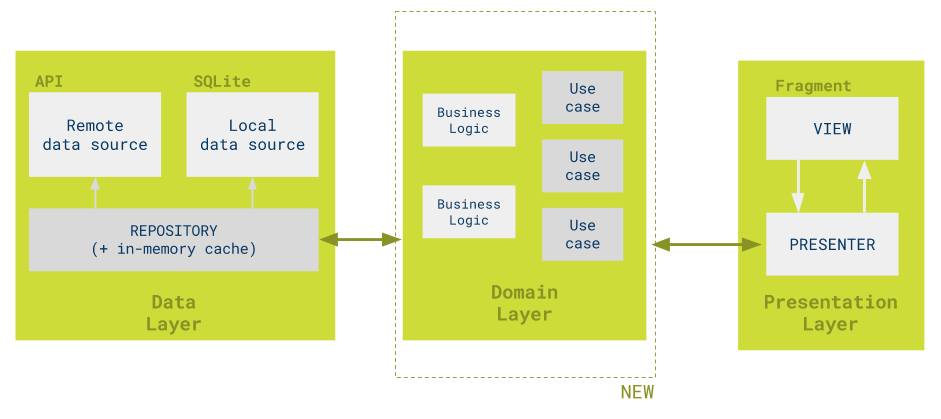 API
SQLite
Remote
data source
Local
data source
REPOSITORY
(+ in-memory cache)
Data
Layer
Business
Logic
Business
Logic
Use
case
Use
case
Use
case
Domain
Layer
NEW
Fragment
VIEW
PRESENTER
Presentation
Layer